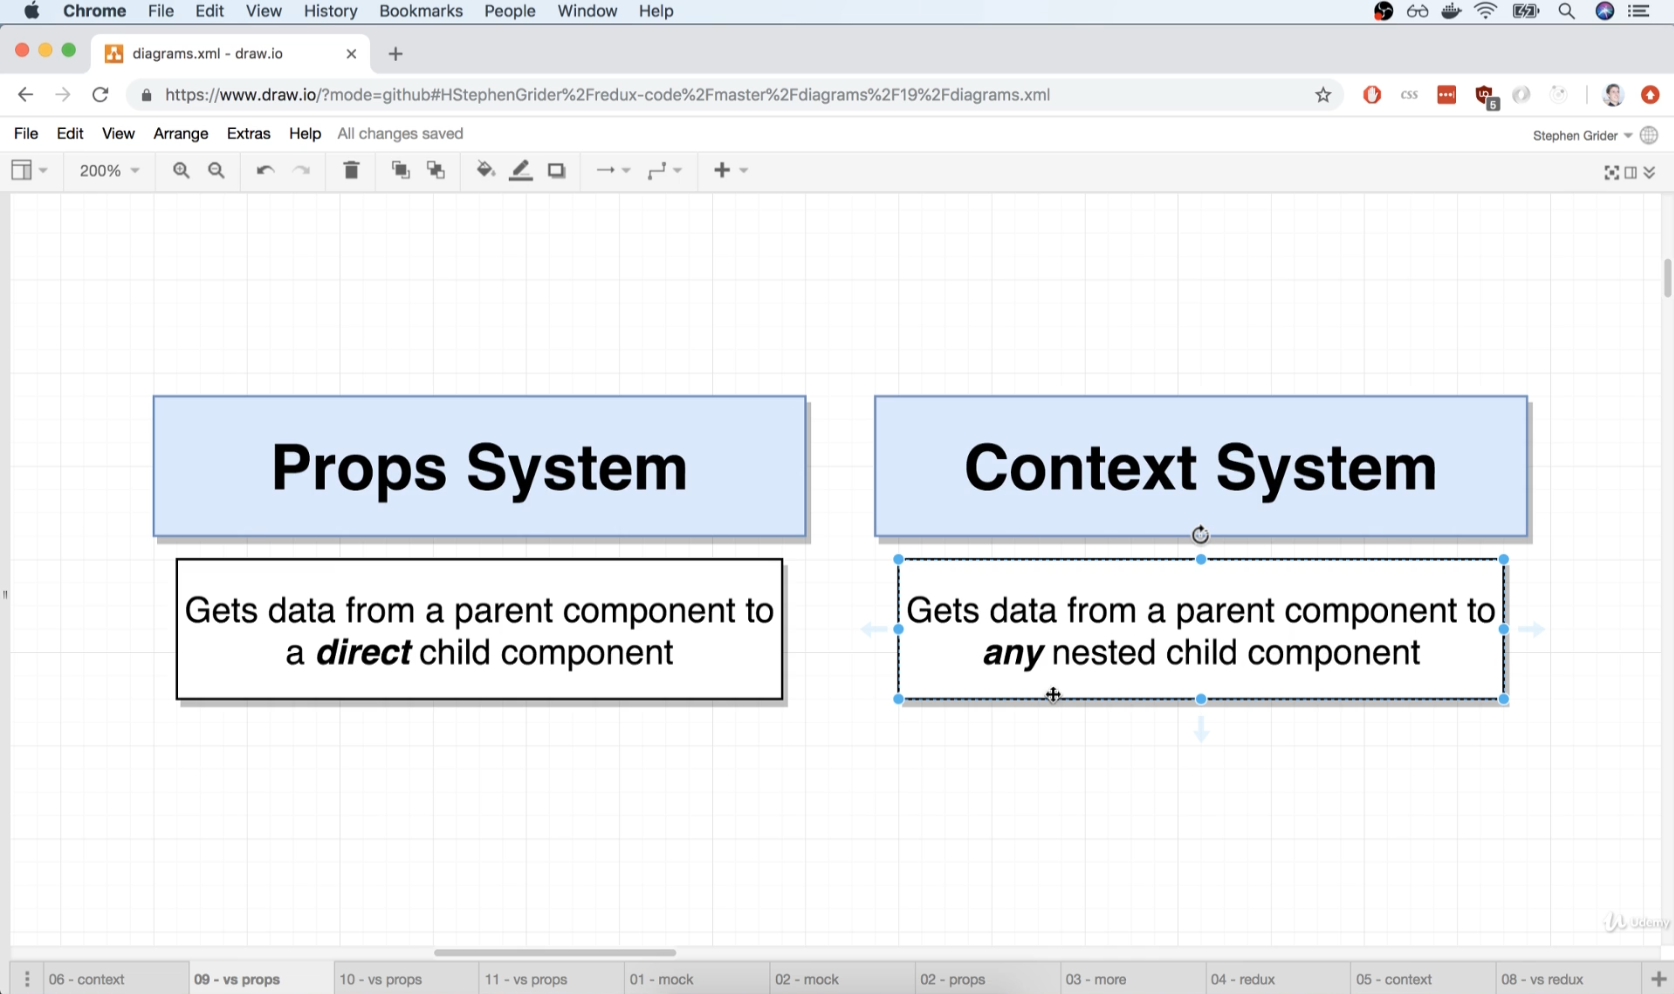 Chrome File Edit View History Bookmarks People Window Help
diagrams.xml - draw.io
https://www.draw.io/?mode=github#HStephenGrider%2Fredux-code%2Fmaster%2Fdiagrams%2F19%2Fdiagrams.xml
css
5
File Edit View Arrange Extras Help All changes saved
Stephen Grider
200%
Props System
Context System
Gets data from a parent component to
a direct child component
Gets data from a parent component to
any nested child component
Udemy
06 - context
09 - vs props
10 - vs props
11 - vs props
01 - mock
02 - mock
02 - props
03 - more
04 - redux
05 - context
08 - vs redux